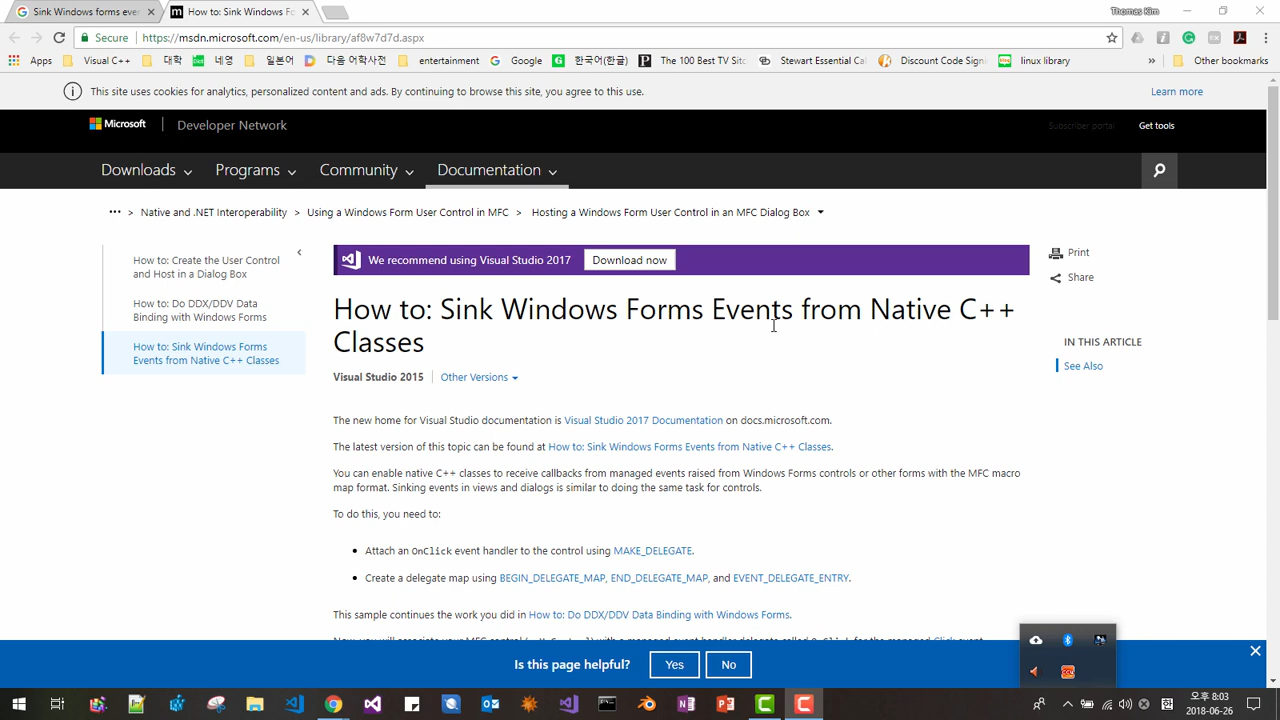 Sink Windows forms even
How to: Sink Windows Fo
Thomas Kim
Secure
https://msdn.microsoft.com/en-us/library/af8w7d7d.aspx
Apps
Visual C++
대학
네영
일본어
다음 어학사전
entertainment
Google
한국어(한글)
The 100 Best TV Sito
Stewart Essential Cal
Discount Code Signi
linux library
»
Other bookmarks
This site uses cookies for analytics, personalized content and ads. By continuing to browse this site, you agree to this use.
Learn more
Microsoft
Developer Network
Subscriber portal
Get tools
Downloads
Programs
Community
Documentation
··· > Native and .NET Interoperability > Using a Windows Form User Control in MFC > Hosting a Windows Form User Control in an MFC Dialog Box
How to: Create the User Control
and Host in a Dialog Box
How to: Do DDX/DDV Data
Binding with Windows Forms
How to: Sink Windows Forms
Events from Native C++ Classes
We recommend using Visual Studio 2017
Download now
Print
Share
How to: Sink Windows Forms Events from Native C++
Classes
IN THIS ARTICLE
See Also
Visual Studio 2015
Other Versions
The new home for Visual Studio documentation is Visual Studio 2017 Documentation on docs.microsoft.com.
The latest version of this topic can be found at How to: Sink Windows Forms Events from Native C++ Classes.
You can enable native C++ classes to receive callbacks from managed events raised from Windows Forms controls or other forms with the MFC macro
map format. Sinking events in views and dialogs is similar to doing the same task for controls.
To do this, you need to:
• Attach an OnClick event handler to the control using MAKE_DELEGATE.
• Create a delegate map using BEGIN_DELEGATE_MAP, END_DELEGATE_MAP, and EVENT_DELEGATE_ENTRY.
This sample continues the work you did in How to: Do DDX/DDV Data Binding with Windows Forms.
Is this page helpful?
Yes
No
오후 8:03
2018-06-26